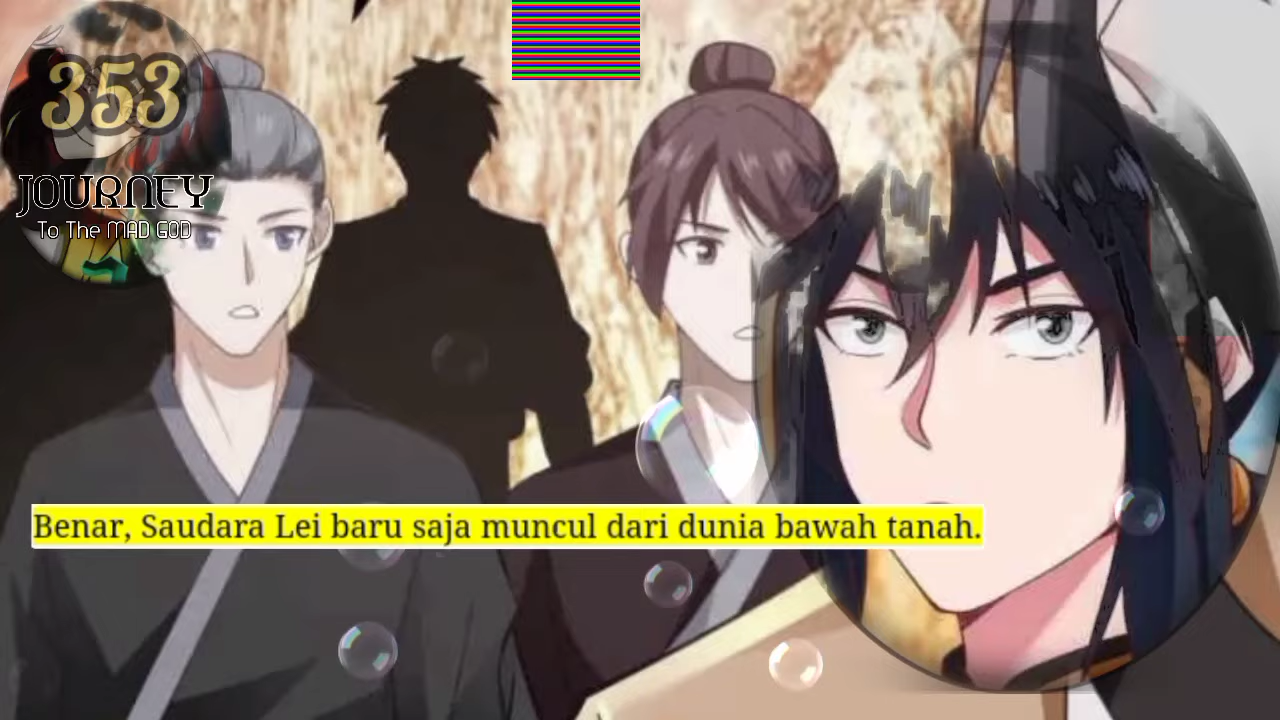 353
JOURNEY
To The MAD GOD
Benar, Saudara Lei baru saja muncul dari dunia bawah tanah.